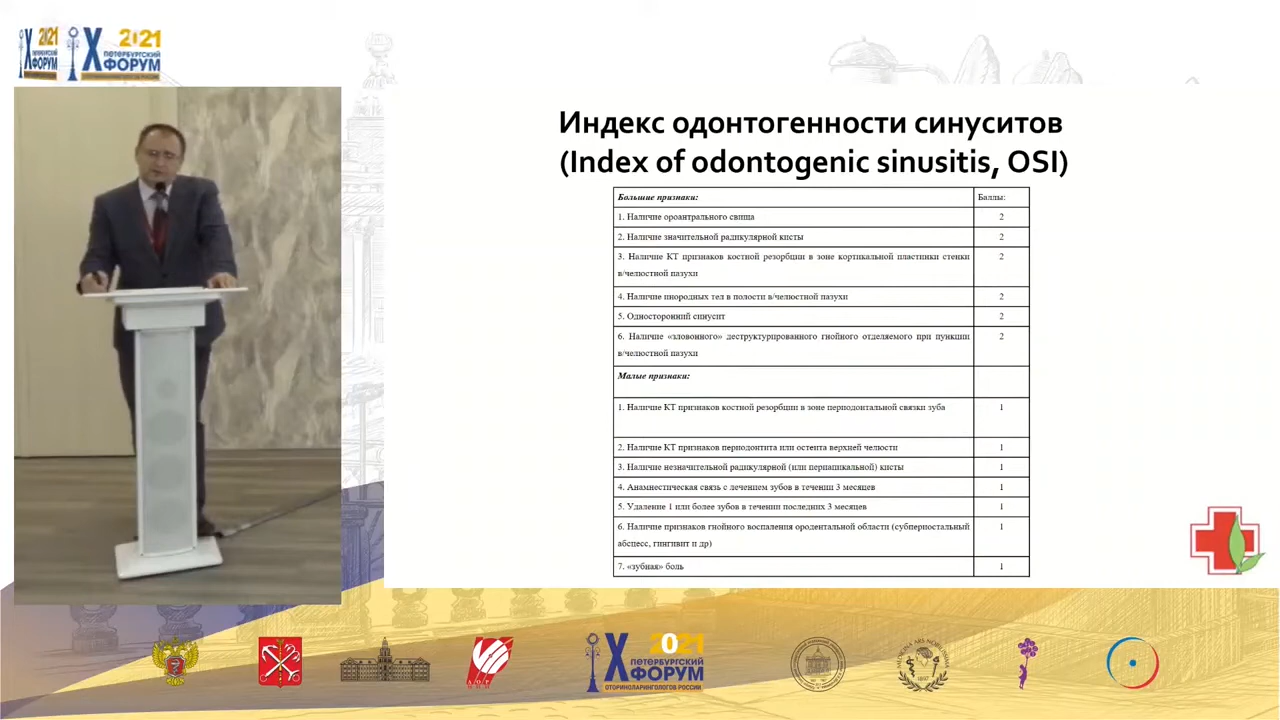 2021
X
ПЕТЕРБУРГСКИЙ
ФОРУМ
2021
X
ПЕТЕРБУРГСКИЙ
ФОРУМ
ОТОРИНОЛАРИНГОЛОГОВ РОССИИ
Индекс одонтогенности синуситов
(Index of odontogenic sinusitis, OSI)
Большие признаки: Баллы:
1. Наличие ороантрального свища 2
2. Наличие значительной радикулярной кисты 2
3. Наличие КТ признаков костной резорбции в зоне кортикальной пластинки стенки
в/челюстной пазухи 2
4. Наличие инородных тел в полости в/челюстной пазухи 2
5. Односторонний синусит 2
6. Наличие «зловонного» деструктурированного гнойного отделяемого при пункции
в/челюстной пазухи 2
Малые признаки:
1. Наличие КТ признаков костной резорбции в зоне периодонтальной связки зуба 1
2. Наличие КТ признаков периодонтита или остеита верхней челюсти 1
3. Наличие незначительной радикулярной (или периапикальной) кисты 1
4. Анамнестическая связь с лечением зубов в течении 3 месяцев 1
5. Удаление 1 или более зубов в течении последних 3 месяцев 1
6. Наличие признаков гнойного воспаления ородентальной области (субпериостальный
абсцесс, гингивит и др) 1
7. «зубная» боль 1
X
2021
ПЕТЕРБУРГСКИЙ
ФОРУМ
ОТОРИНОЛАРИНГОЛОГОВ РОССИИ